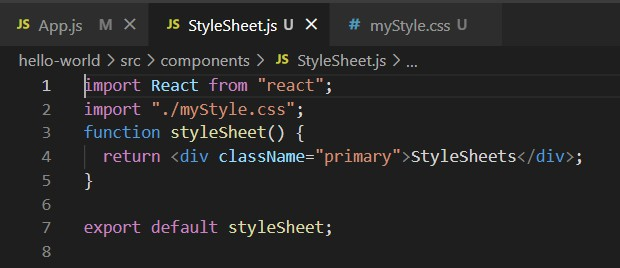 JS App.js M × JS StyleSheet.js U × # myStyle.css U
hello-world > src > components > JS StyleSheet.js > ...
1 import React from "react";
2 import "./myStyle.css";
3 function styleSheet() {
4   return <div className="primary">StyleSheets</div>;
5 }
6
7 export default styleSheet;
8